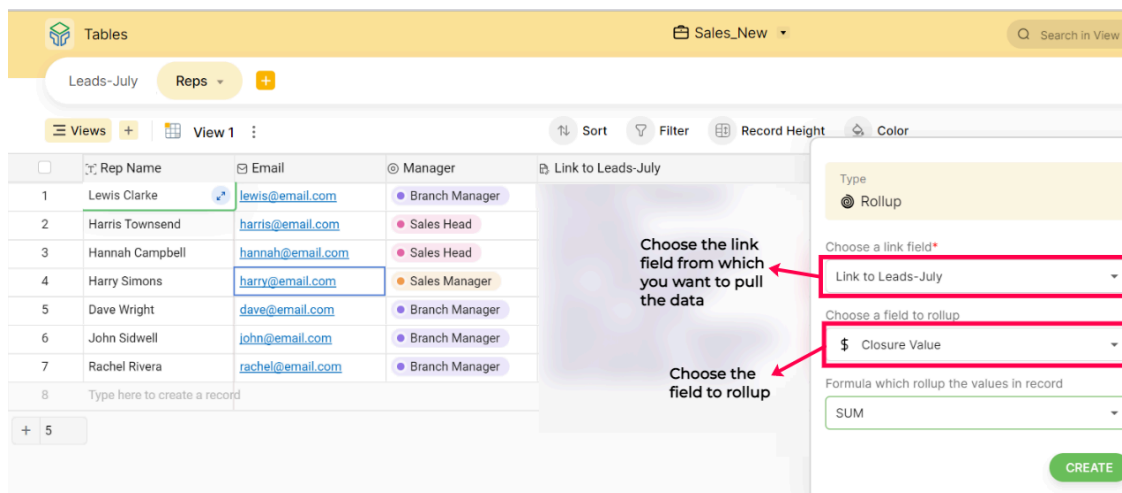 Tables
Sales_New
Search in View
Leads-July
Reps
+
Views
+
View 1
Sort
Filter
Record Height
Color
Rep Name
Email
Manager
Link to Leads-July
1 Lewis Clarke lewis@email.com Branch Manager
2 Harris Townsend harris@email.com Sales Head
3 Hannah Campbell hannah@email.com Sales Head
4 Harry Simons harry@email.com Sales Manager
5 Dave Wright dave@email.com Branch Manager
6 John Sidwell john@email.com Branch Manager
7 Rachel Rivera rachel@email.com Branch Manager
8 Type here to create a record
+ 5
Choose the link
field from which
you want to pull
the data
Choose the
field to rollup
Type
Rollup
Choose a link field*
Link to Leads-July
Choose a field to rollup
$ Closure Value
Formula which rollup the values in record
SUM
CREATE